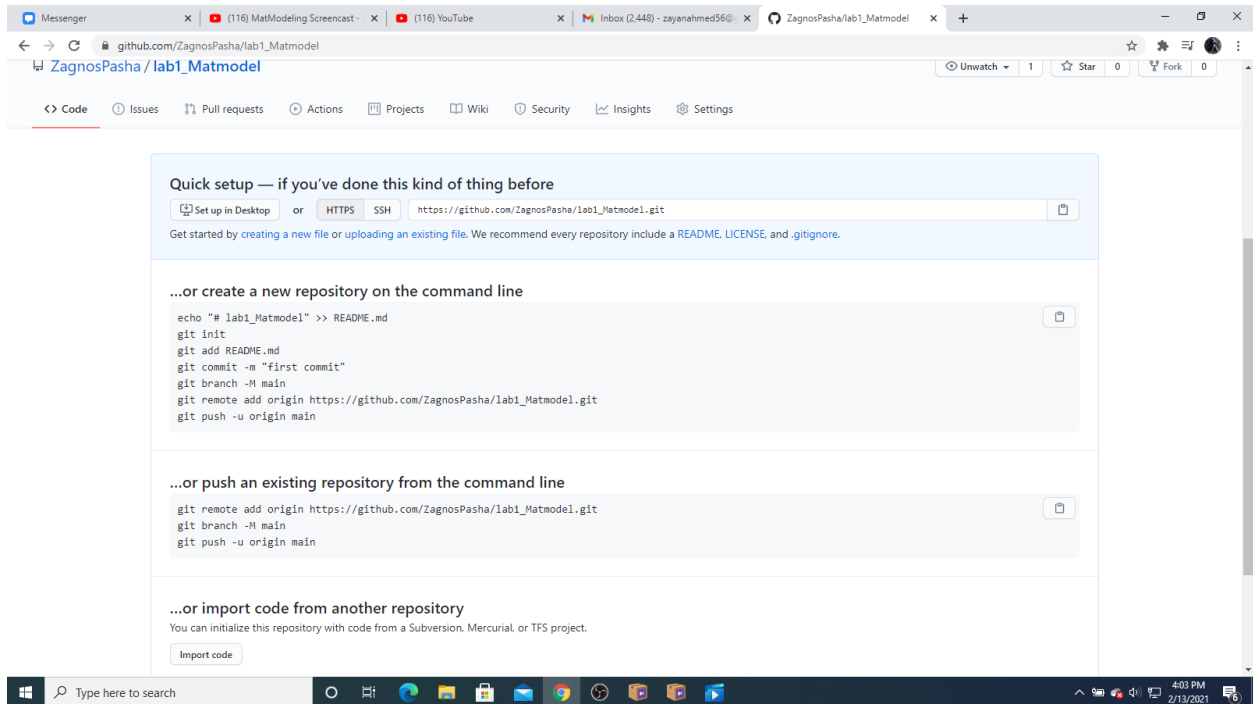 Messenger
(116) MatModeling Screencast -
(116) YouTube
Inbox (2,448) - zayanahmed56@
ZagnosPasha/lab1_Matmodel
github.com/ZagnosPasha/lab1_Matmodel
ZagnosPasha / lab1_Matmodel
Unwatch 1 Star 0 Fork 0
<> Code Issues Pull requests Actions Projects Wiki Security Insights Settings
Quick setup — if you've done this kind of thing before
Set up in Desktop or HTTPS SSH https://github.com/ZagnosPasha/lab1_Matmodel.git
Get started by creating a new file or uploading an existing file. We recommend every repository include a README, LICENSE, and .gitignore.
...or create a new repository on the command line
echo "# lab1_Matmodel" >> README.md
git init
git add README.md
git commit -m "first commit"
git branch -M main
git remote add origin https://github.com/ZagnosPasha/lab1_Matmodel.git
git push -u origin main
...or push an existing repository from the command line
git remote add origin https://github.com/ZagnosPasha/lab1_Matmodel.git
git branch -M main
git push -u origin main
...or import code from another repository
You can initialize this repository with code from a Subversion, Mercurial, or TFS project.
Import code
Type here to search
4:03 PM
2/13/2021
6